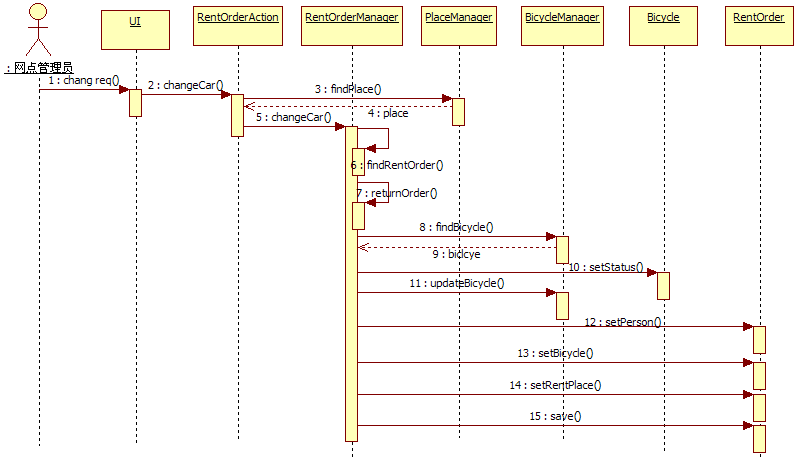 UI
RentOrderAction
RentOrderManager
PlaceManager
BicycleManager
Bicycle
RentOrder
: 网点管理员
1 : chang req()
2 : changeCar()
3 : findPlace()
4 : place
5 : changeCar()
6 : findRentOrder()
7 : returnOrder()
8 : findBicycle()
9 : biclcye
10 : setStatus()
11 : updateBicycle()
12 : setPerson()
13 : setBicycle()
14 : setRentPlace()
15 : save()